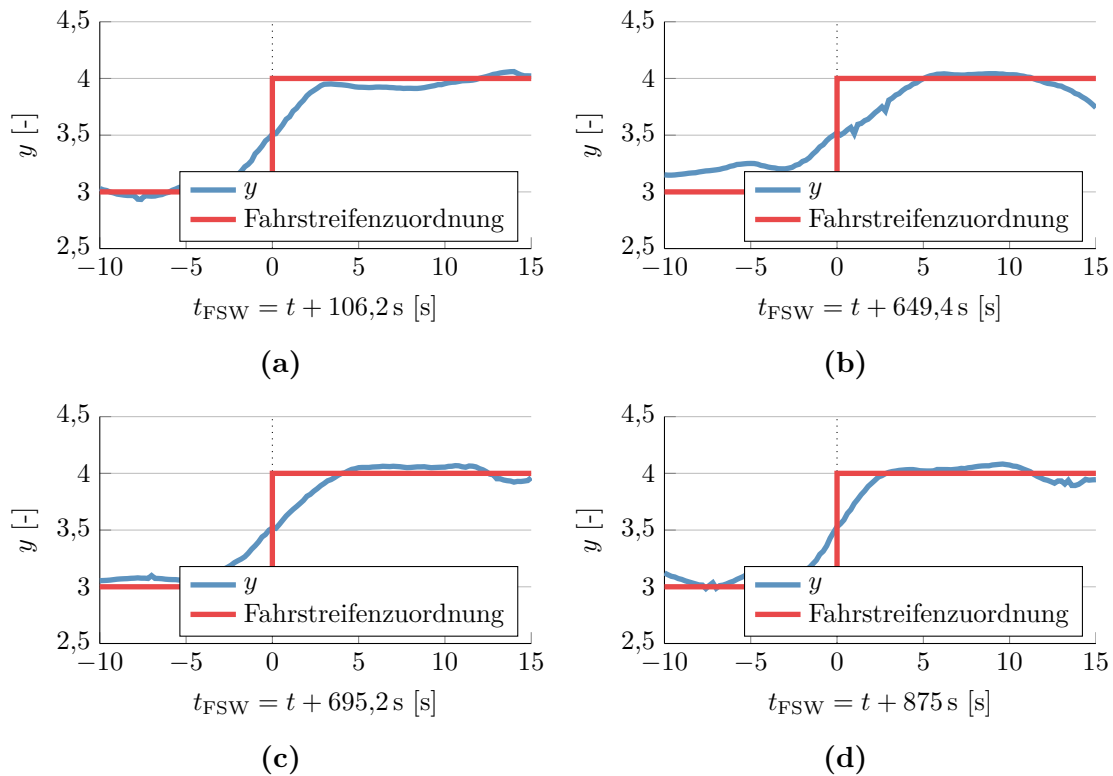 4,5
4
3,5
3
2,5
y [-]
y
Fahrstreifenzuordnung
−10 −5 0 5 10 15
t_FSW = t + 106,2 s [s]
(a)
4,5
4
3,5
3
2,5
y [-]
y
Fahrstreifenzuordnung
−10 −5 0 5 10 15
t_FSW = t + 649,4 s [s]
(b)
4,5
4
3,5
3
2,5
y [-]
y
Fahrstreifenzuordnung
−10 −5 0 5 10 15
t_FSW = t + 695,2 s [s]
(c)
4,5
4
3,5
3
2,5
y [-]
y
Fahrstreifenzuordnung
−10 −5 0 5 10 15
t_FSW = t + 875 s [s]
(d)